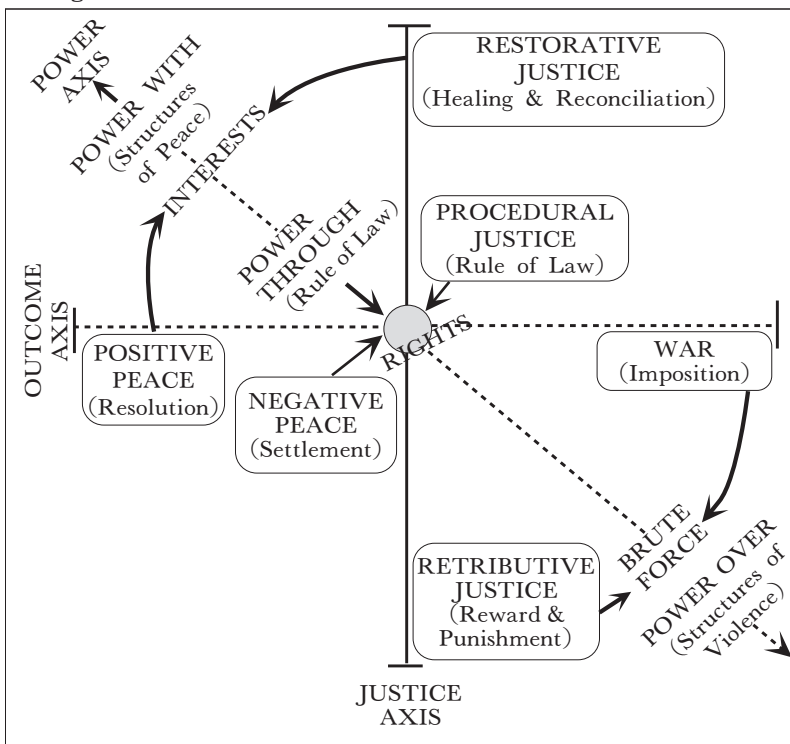 RESTORATIVE
JUSTICE
(Healing & Reconciliation)
POWER
AXIS
POWER WITH
(Structures
of Peace)
INTERESTS
POWER
THROUGH
(Rule of Law)
PROCEDURAL
JUSTICE
(Rule of Law)
OUTCOME
AXIS
RIGHTS
POSITIVE
PEACE
(Resolution)
NEGATIVE
PEACE
(Settlement)
WAR
(Imposition)
BRUTE
FORCE
POWER OVER
(Structures of
Violence)
RETRIBUTIVE
JUSTICE
(Reward &
Punishment)
JUSTICE
AXIS